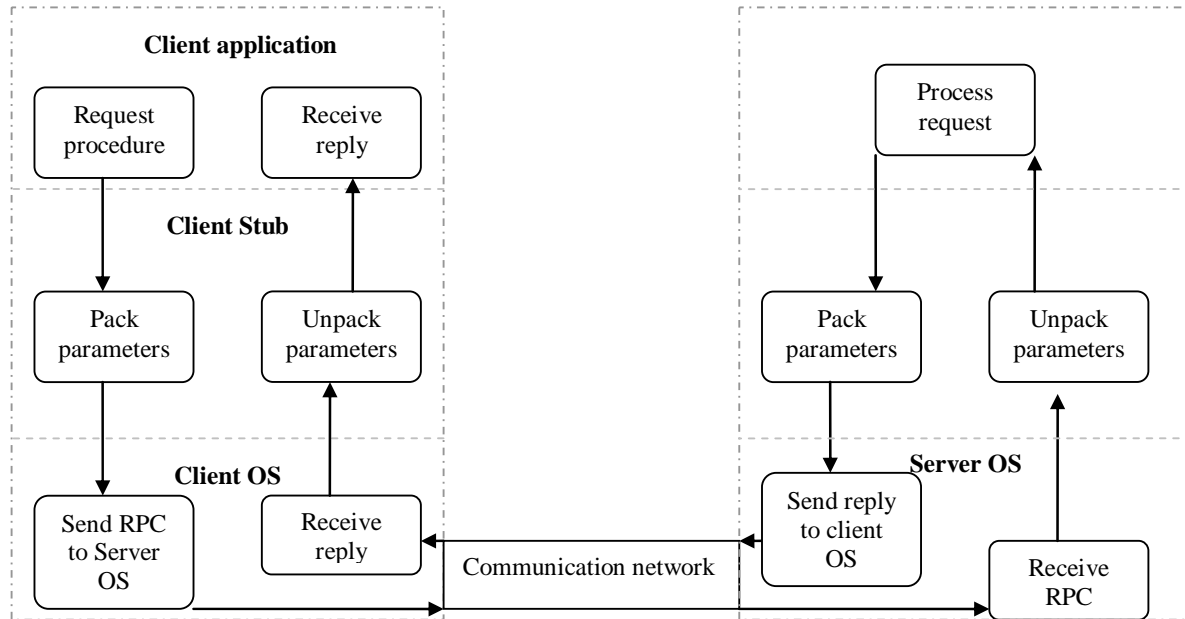 Client application
Request
procedure
Receive
reply
Process
request
Client Stub
Pack
parameters
Unpack
parameters
Pack
parameters
Unpack
parameters
Client OS
Server OS
Send RPC
to Server
OS
Receive
reply
Send reply
to client
OS
Communication network
Receive
RPC